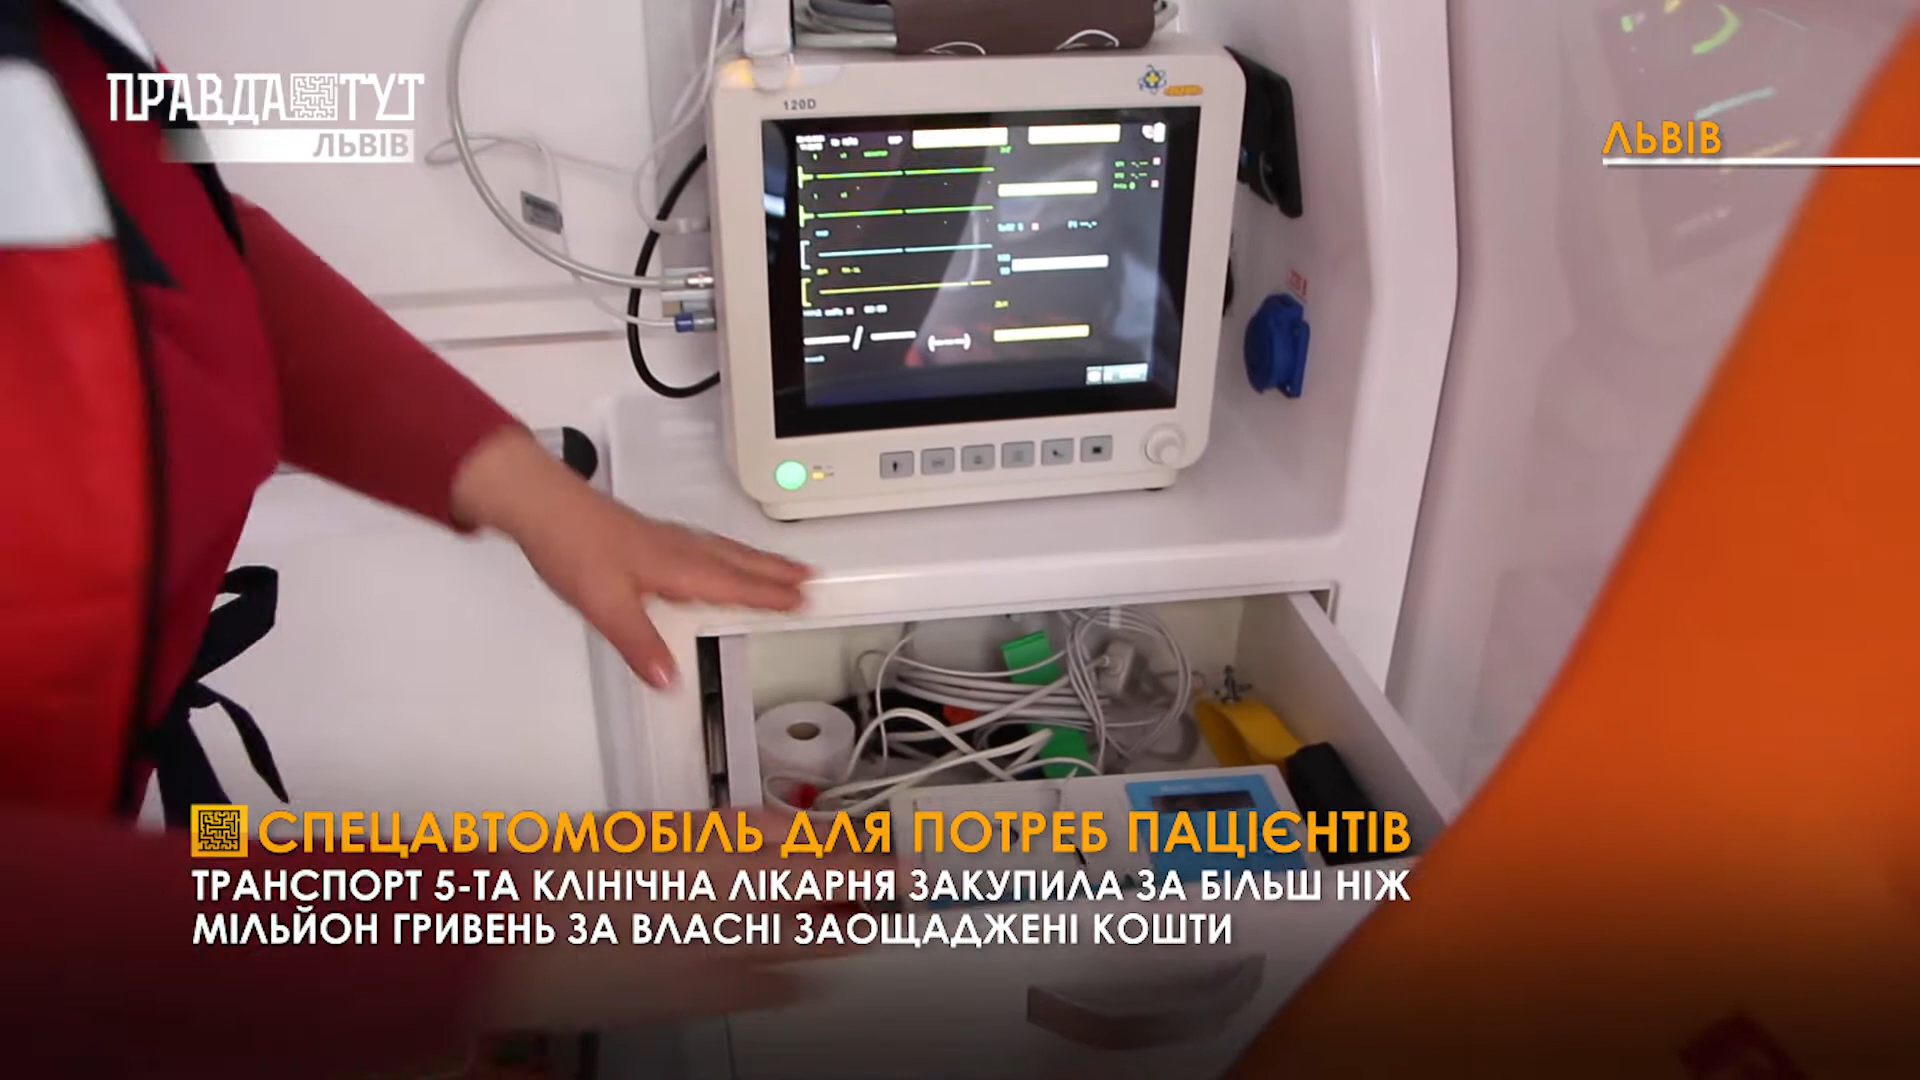 ПРАВДА ТУТ
ЛЬВІВ
ЛЬВІВ
120D
СПЕЦАВТОМОБІЛЬ ДЛЯ ПОТРЕБ ПАЦІЄНТІВ
ТРАНСПОРТ 5-ТА КЛІНІЧНА ЛІКАРНЯ ЗАКУПИЛА ЗА БІЛЬШ НІЖ
МІЛЬЙОН ГРИВЕНЬ ЗА ВЛАСНІ ЗАОЩАДЖЕНІ КОШТИ